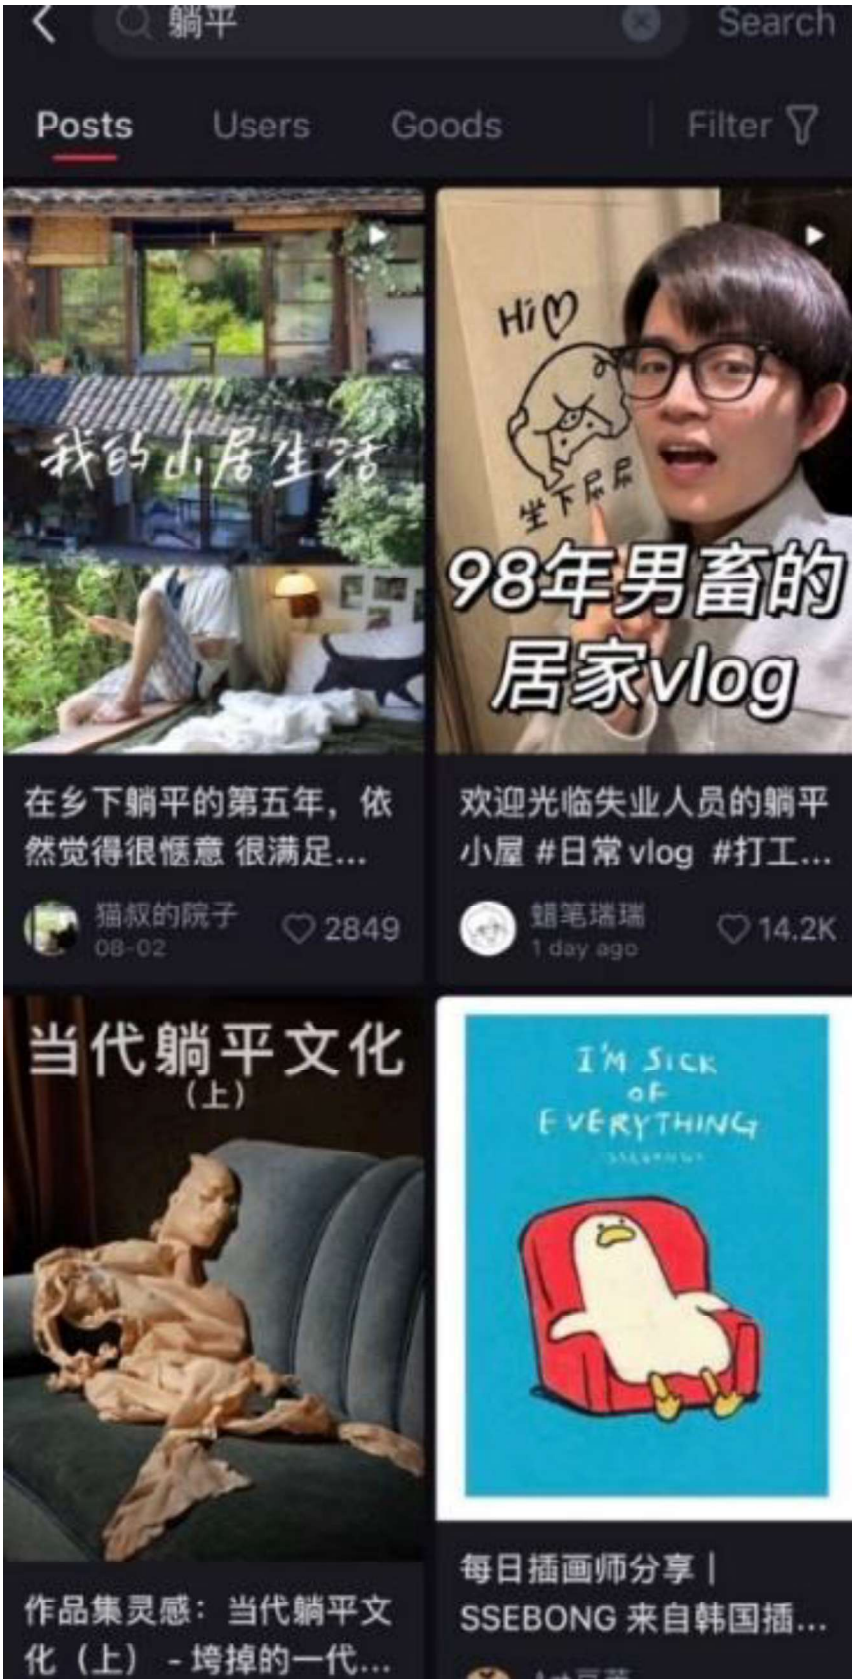 躺平
Search
Posts
Users
Goods
Filter
我的山居生活
Hi
坐下尿尿
98年男畜的
居家vlog
在乡下躺平的第五年，依
然觉得很惬意 很满足...
猫叔的院子
08-02
2849
欢迎光临失业人员的躺平
小屋 #日常vlog #打工...
蜡笔瑞瑞
1 day ago
14.2K
当代躺平文化
（上）
作品集灵感：当代躺平文
化（上）-垮掉的一代...
I'M SICK
OF
EVERYTHING
每日插画师分享｜
SSEBONG 来自韩国插...